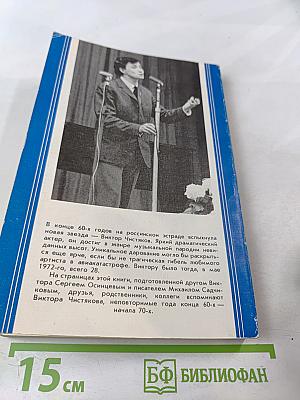 В конце 60-х годов на российской эстраде вспыхнула
новая звезда — Виктор Чистяков. Яркий драматический
актер, он достиг в жанре музыкальной пародии неви-
данных высот. Уникальное дарование могло бы раскрыть-
ся еще ярче, если бы не трагическая гибель любимого
артиста в авиакатастрофе. Виктору было тогда, в мае
1972-го, всего 28.
На страницах этой книги, подготовленной другом Вик-
тора Сергеем Осинцевым и писателем Михаилом Садчи-
ковым, друзья, родственники, коллеги вспоминают
Виктора Чистякова, неповторимые годы конца 60-х —
начала 70-х.
15 см
БФ БИБЛИОФАН